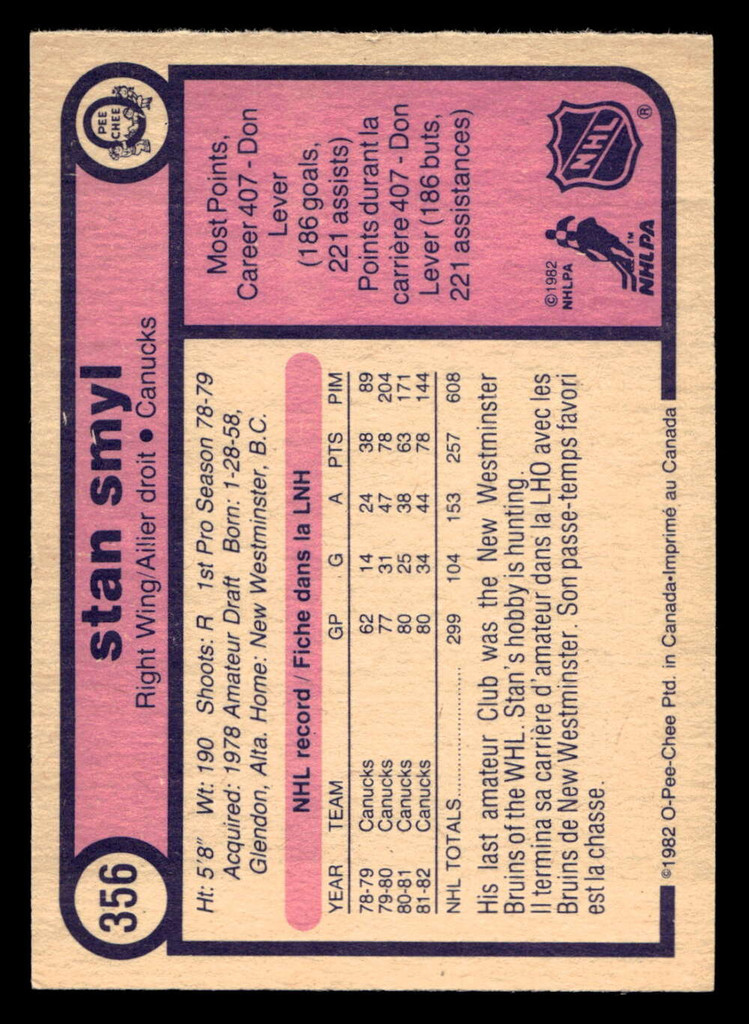 356
stan smyl
Right Wing/Ailier droit • Canucks
O
PEE
CHEE
Ht: 5'8" Wt: 190 Shoots: R 1st Pro Season 78-79
Acquired: 1978 Amateur Draft Born: 1-28-58,
Glendon, Alta. Home: New Westminster, B.C.
NHL record / Fiche dans la LNH
YEAR TEAM GP G A PTS PIM
78-79 Canucks 62 14 24 38 89
79-80 Canucks 77 31 47 78 204
80-81 Canucks 80 25 38 63 171
81-82 Canucks 80 34 44 78 144
NHL TOTALS.................... 299 104 153 257 608
His last amateur Club was the New Westminster
Bruins of the WHL. Stan's hobby is hunting.
Il termina sa carrière d'amateur dans la LHO avec les
Bruins de New Westminster. Son passe-temps favori
est la chasse.
Most Points,
Career 407 - Don
Lever
(186 goals,
221 assists)
Points durant la
carrière 407 - Don
Lever (186 buts,
221 assistances)
©1982
NHLPA
NHLPA
TM
NHL
®
©1982 O-Pee-Chee Ptd. in Canada•Imprimé au Canada